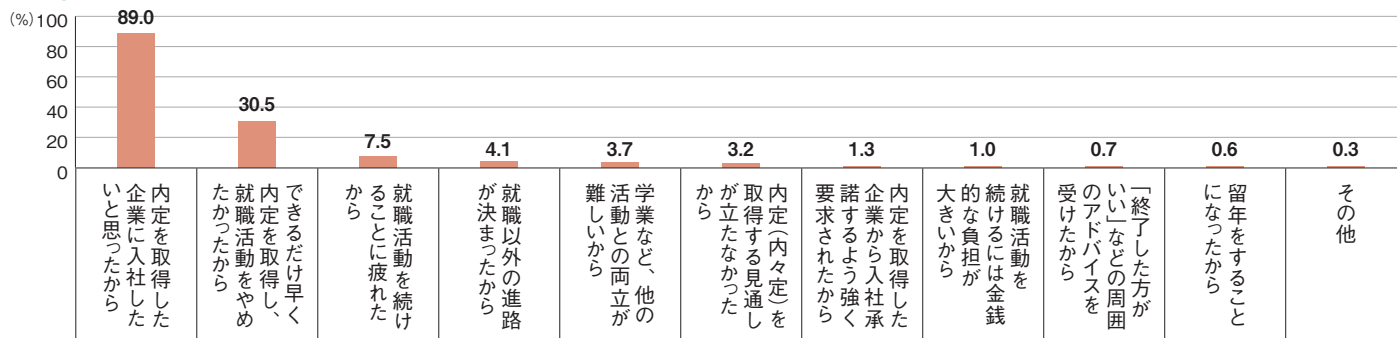 (%)
100
80
60
40
20
0
89.0
30.5
7.5
4.1
3.7
3.2
1.3
1.0
0.7
0.6
0.3
内定を取得した
企業に入社した
いと思ったから
できるだけ早く
内定を取得し、
就職活動をやめ
たかったから
就職活動を続け
ることに疲れた
から
就職以外の進路
が決まったから
学業など、他の
活動との両立が
難しいから
内定(内々定)を
取得する見通し
が立たなかった
から
内定を取得した
企業から入社承
諾するよう強く
要求されたから
就職活動を
続けるには金銭
的な負担が
大きいから
「終了した方が
いい」などの周囲
のアドバイスを
受けたから
留年をすること
になったから
その他